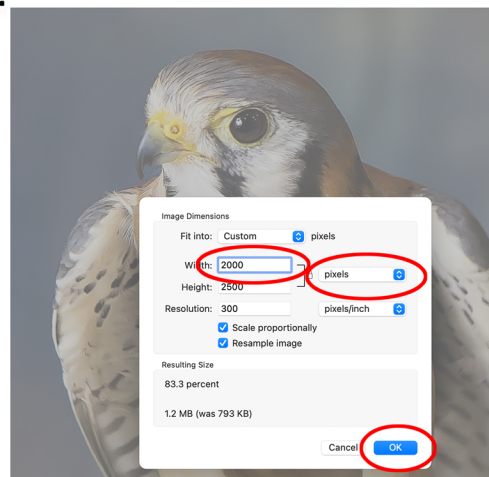 Image Dimensions
Fit into: Custom pixels
Width: 2000
pixels
Height: 2500
Resolution: 300 pixels/inch
Scale proportionally
Resample image
Resulting Size
83.3 percent
1.2 MB (was 793 KB)
Cancel OK